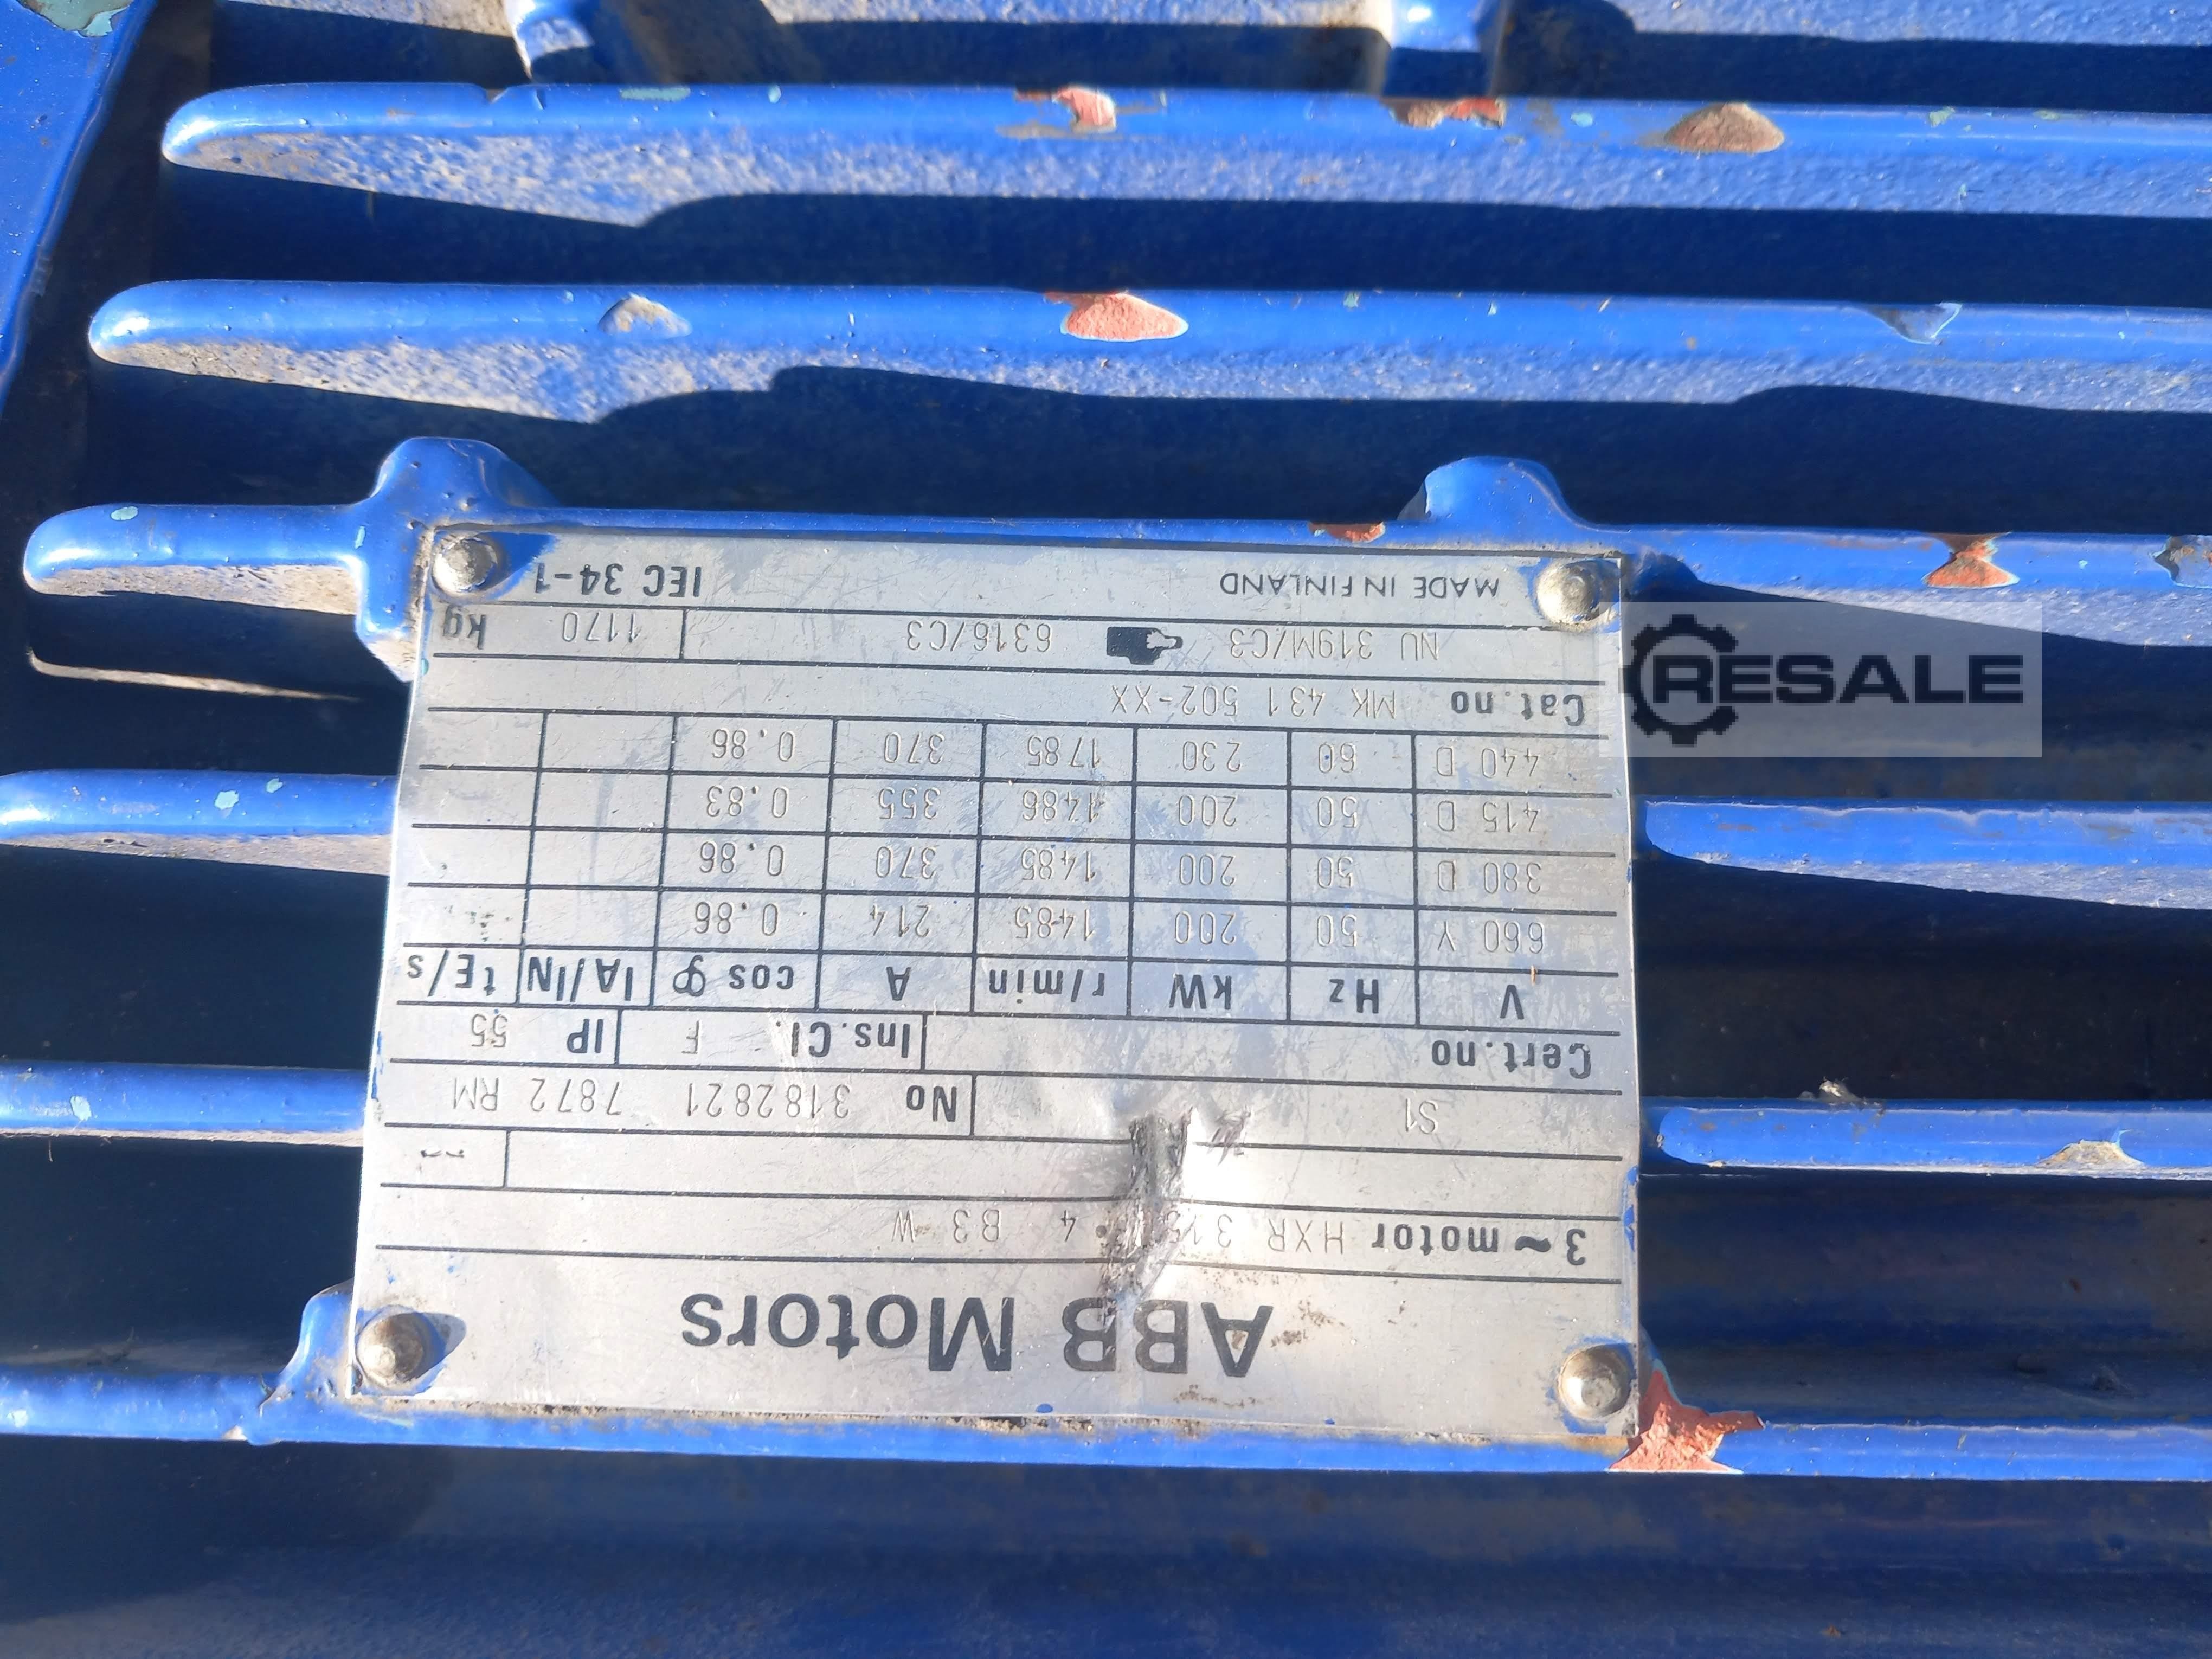 ABB Motors
3~motor HXR 315 4 B3 W
S1 No 3182821 7872 RM
Cert.no Ins.Cl. F IP 55
V Hz kW r/min A cos φ IA/IN tE/s
660 Y 50 200 1485 214 0.86
380 D 50 200 1485 370 0.86
415 D 50 200 1486 355 0.83
440 D 60 230 1785 370 0.86
Cat.no MK 431 502-XX
NU 319M/C3 6316/C3 1170 kg
MADE IN FINLAND IEC 34-1
RESALE